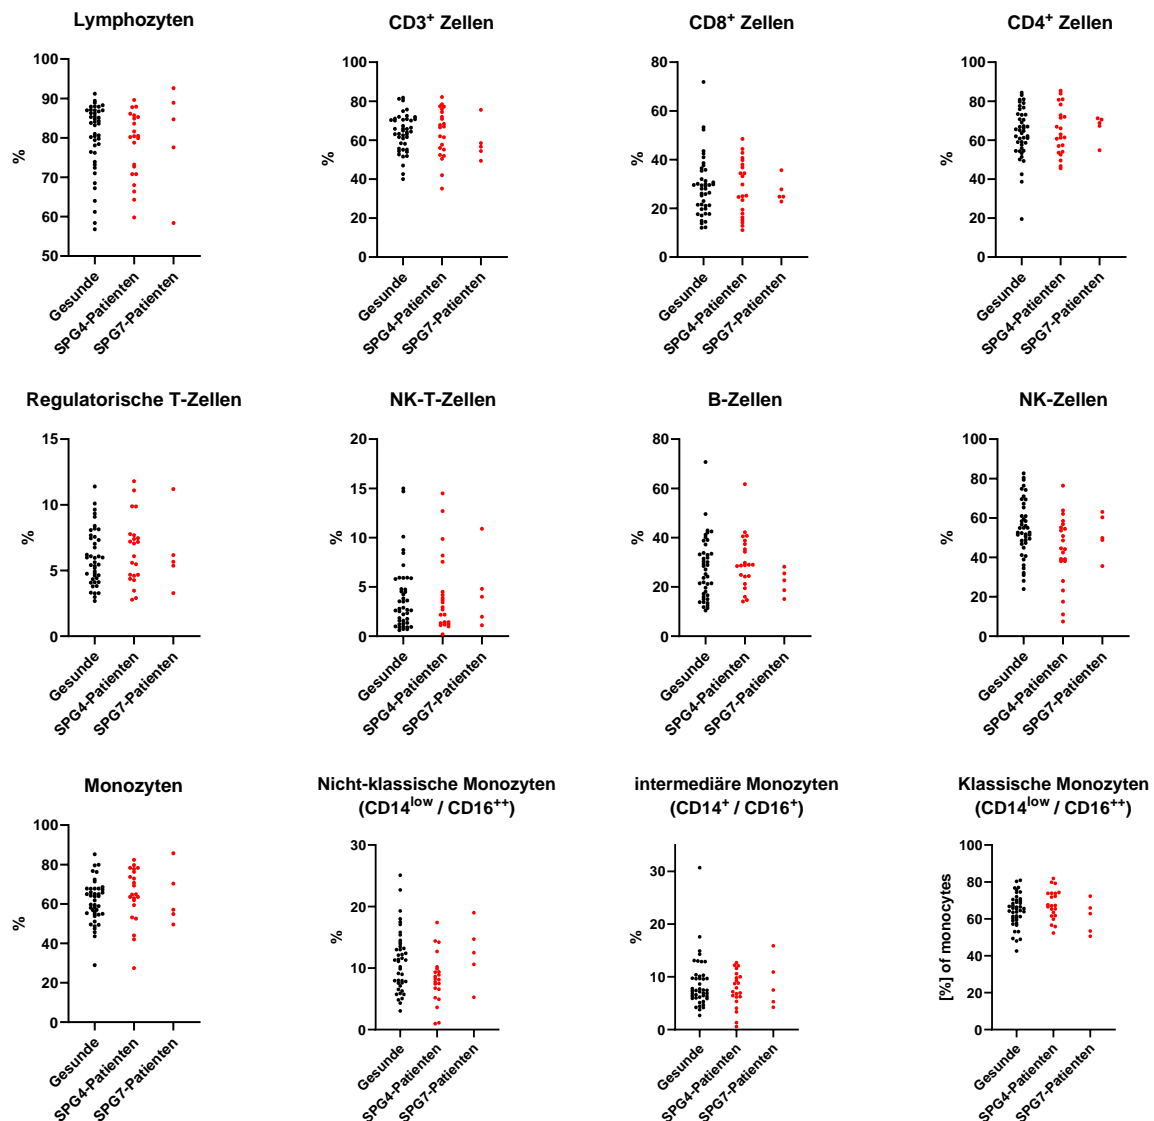 Lymphozyten
100
90
80
70
60
50
%
Gesunde
SPG4-Patienten
SPG7-Patienten
CD3⁺ Zellen
100
80
60
40
20
0
%
Gesunde
SPG4-Patienten
SPG7-Patienten
CD8⁺ Zellen
80
60
40
20
0
%
Gesunde
SPG4-Patienten
SPG7-Patienten
CD4⁺ Zellen
100
80
60
40
20
0
%
Gesunde
SPG4-Patienten
SPG7-Patienten
Regulatorische T-Zellen
15
10
5
0
%
Gesunde
SPG4-Patienten
SPG7-Patienten
NK-T-Zellen
20
15
10
5
0
%
Gesunde
SPG4-Patienten
SPG7-Patienten
B-Zellen
80
60
40
20
0
%
Gesunde
SPG4-Patienten
SPG7-Patienten
NK-Zellen
100
80
60
40
20
0
%
Gesunde
SPG4-Patienten
SPG7-Patienten
Monozyten
100
80
60
40
20
0
%
Gesunde
SPG4-Patienten
SPG7-Patienten
Nicht-klassische Monozyten
(CD14ˡᵒʷ / CD16⁺⁺)
30
20
10
0
%
Gesunde
SPG4-Patienten
SPG7-Patienten
intermediäre Monozyten
(CD14⁺ / CD16⁺)
30
20
10
0
%
Gesunde
SPG4-Patienten
SPG7-Patienten
Klassische Monozyten
(CD14ˡᵒʷ / CD16⁺⁺)
100
80
60
40
20
0
[%] of monocytes
Gesunde
SPG4-Patienten
SPG7-Patienten